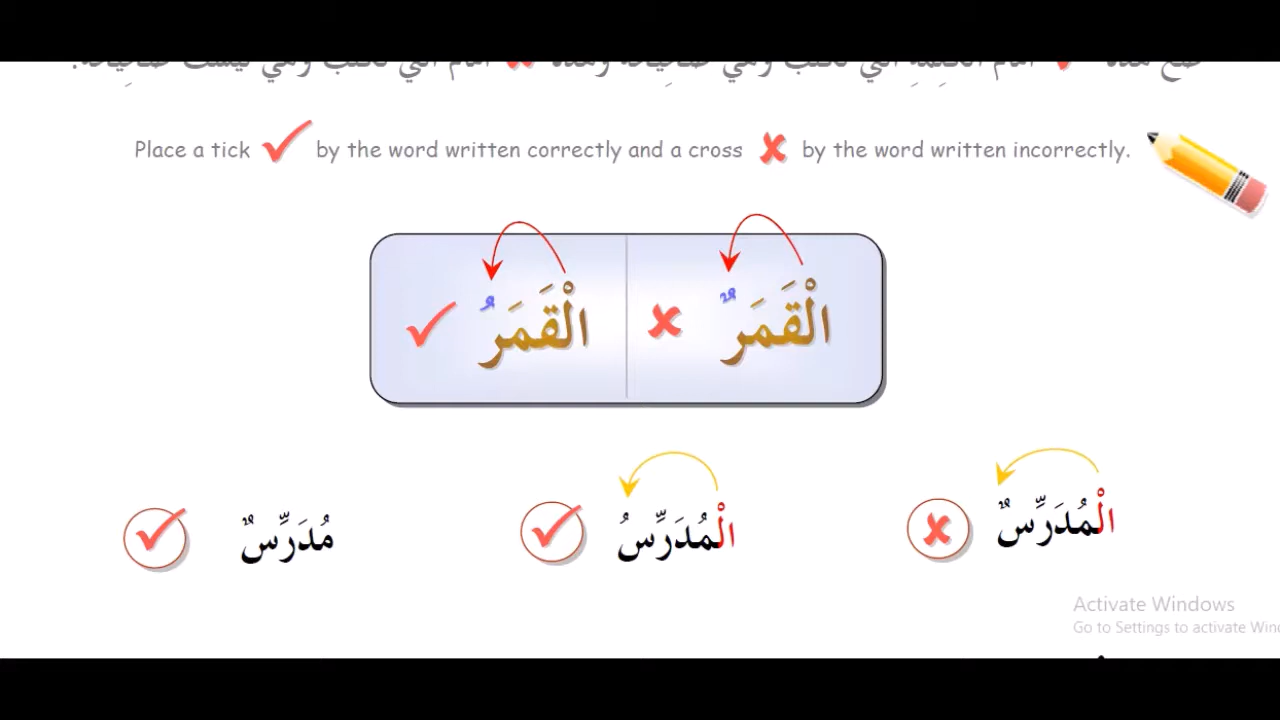 Place a tick by the word written correctly and a cross by the word written incorrectly.
الْقَمَرٌ الْقَمَرُ
الْمُدَرِّسٌ الْمُدَرِّسُ مُدَرِّسٌ
Activate Windows
Go to Settings to activate